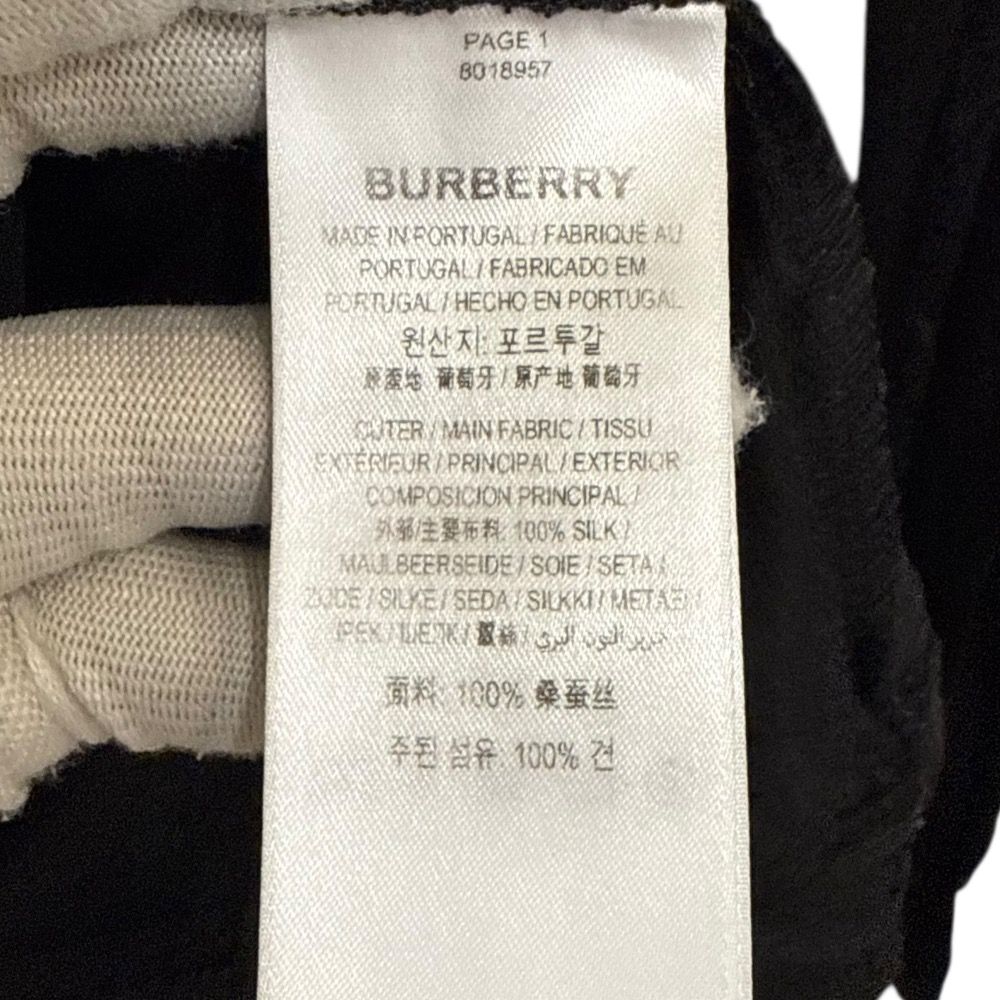 PAGE 1
8018957
BURBERRY
MADE IN PORTUGAL / FABRIQUÉ AU
PORTUGAL / FABRICADO EM
PORTUGAL / HECHO EN PORTUGAL
원산지: 포르투갈
原產地 葡萄牙 / 原产地 葡萄牙
OUTER / MAIN FABRIC / TISSU
EXTÉRIEUR / PRINCIPAL / EXTERIOR
COMPOSICION PRINCIPAL /
外部/主要布料: 100% SILK /
MAULBEERSEIDE / SOIE / SETA /
ZIJDE / SILKE / SEDA / SILKKI /
IPEK / / 蠶絲 /
面料: 100% 桑蚕丝
주된 섬유 100% 견